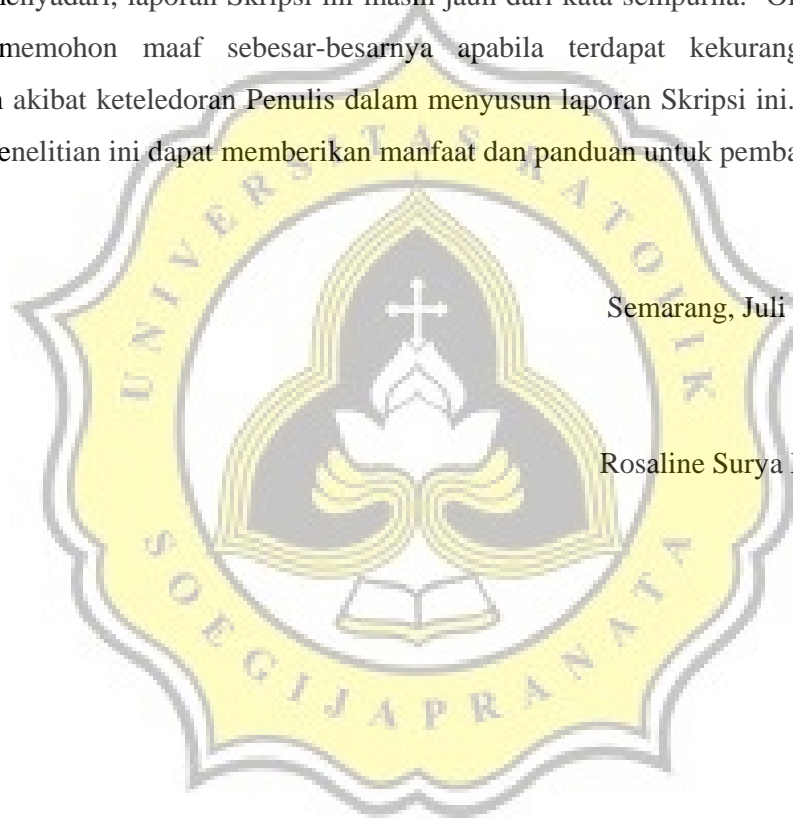 menyadari, laporan Skripsi ini masih jauh dari kata sempurna.
memohon maaf sebesar-besarnya apabila terdapat kekurang
akibat keteledoran Penulis dalam menyusun laporan Skripsi ini.
enelitian ini dapat memberikan manfaat dan panduan untuk pemba
UNIVERSITAS KATOLIK
Semarang, Juli
Rosaline Surya
SOEGIJAPRANATA